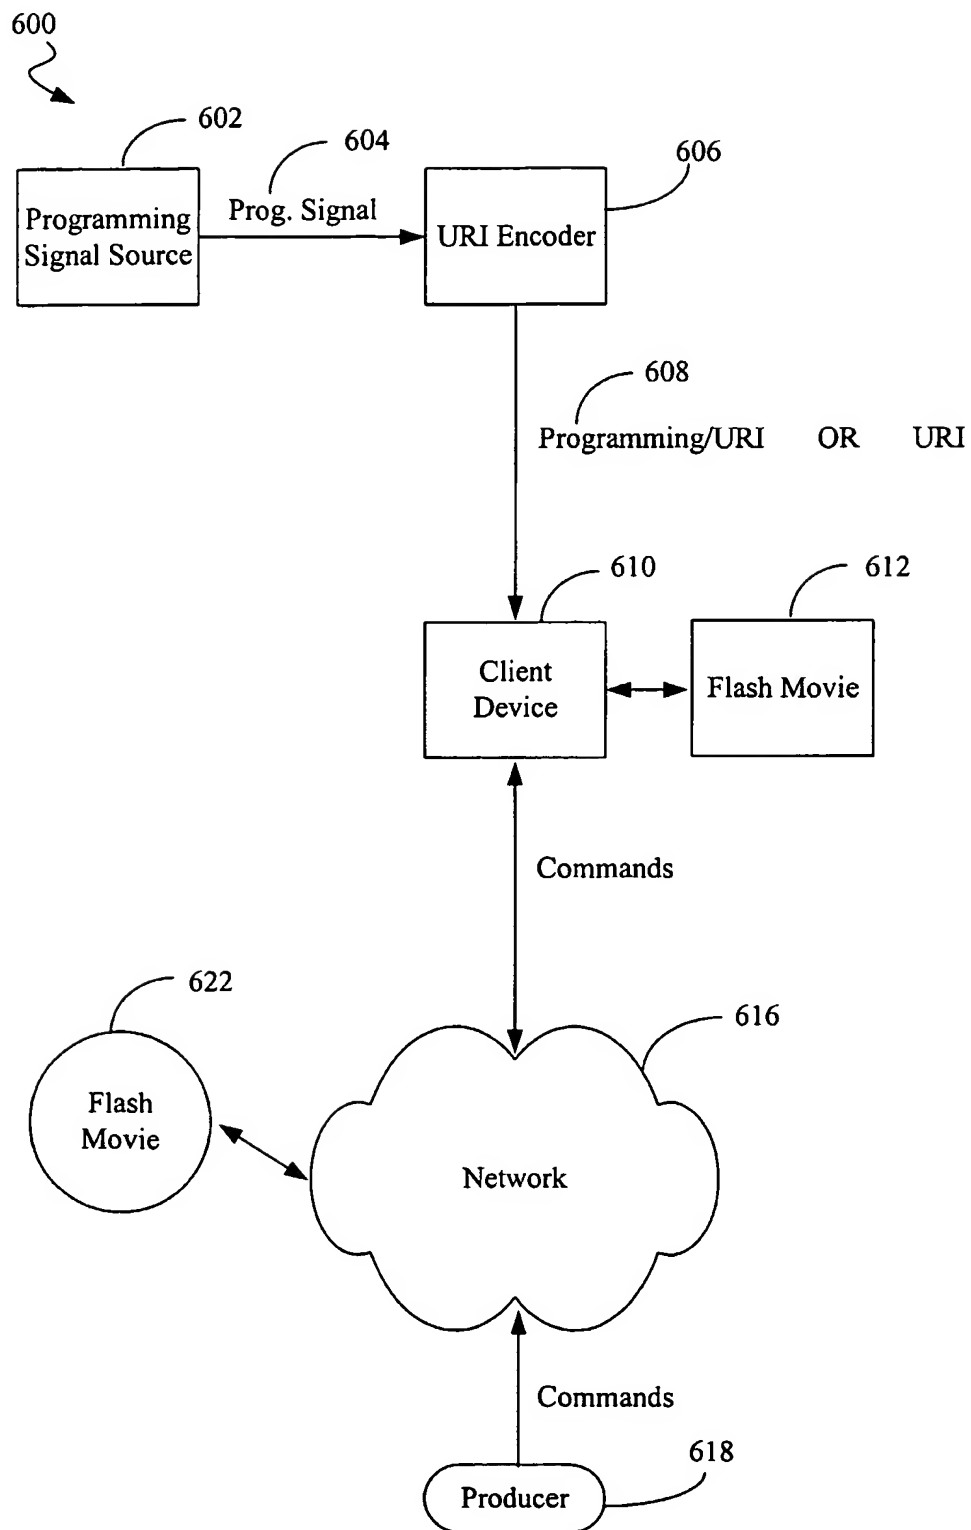 600
602
604
606
Programming
Signal Source
Prog. Signal
URI Encoder
608
Programming/URI OR URI
610
612
Client
Device
Flash Movie
Commands
622
616
Flash
Movie
Network
Commands
618
Producer